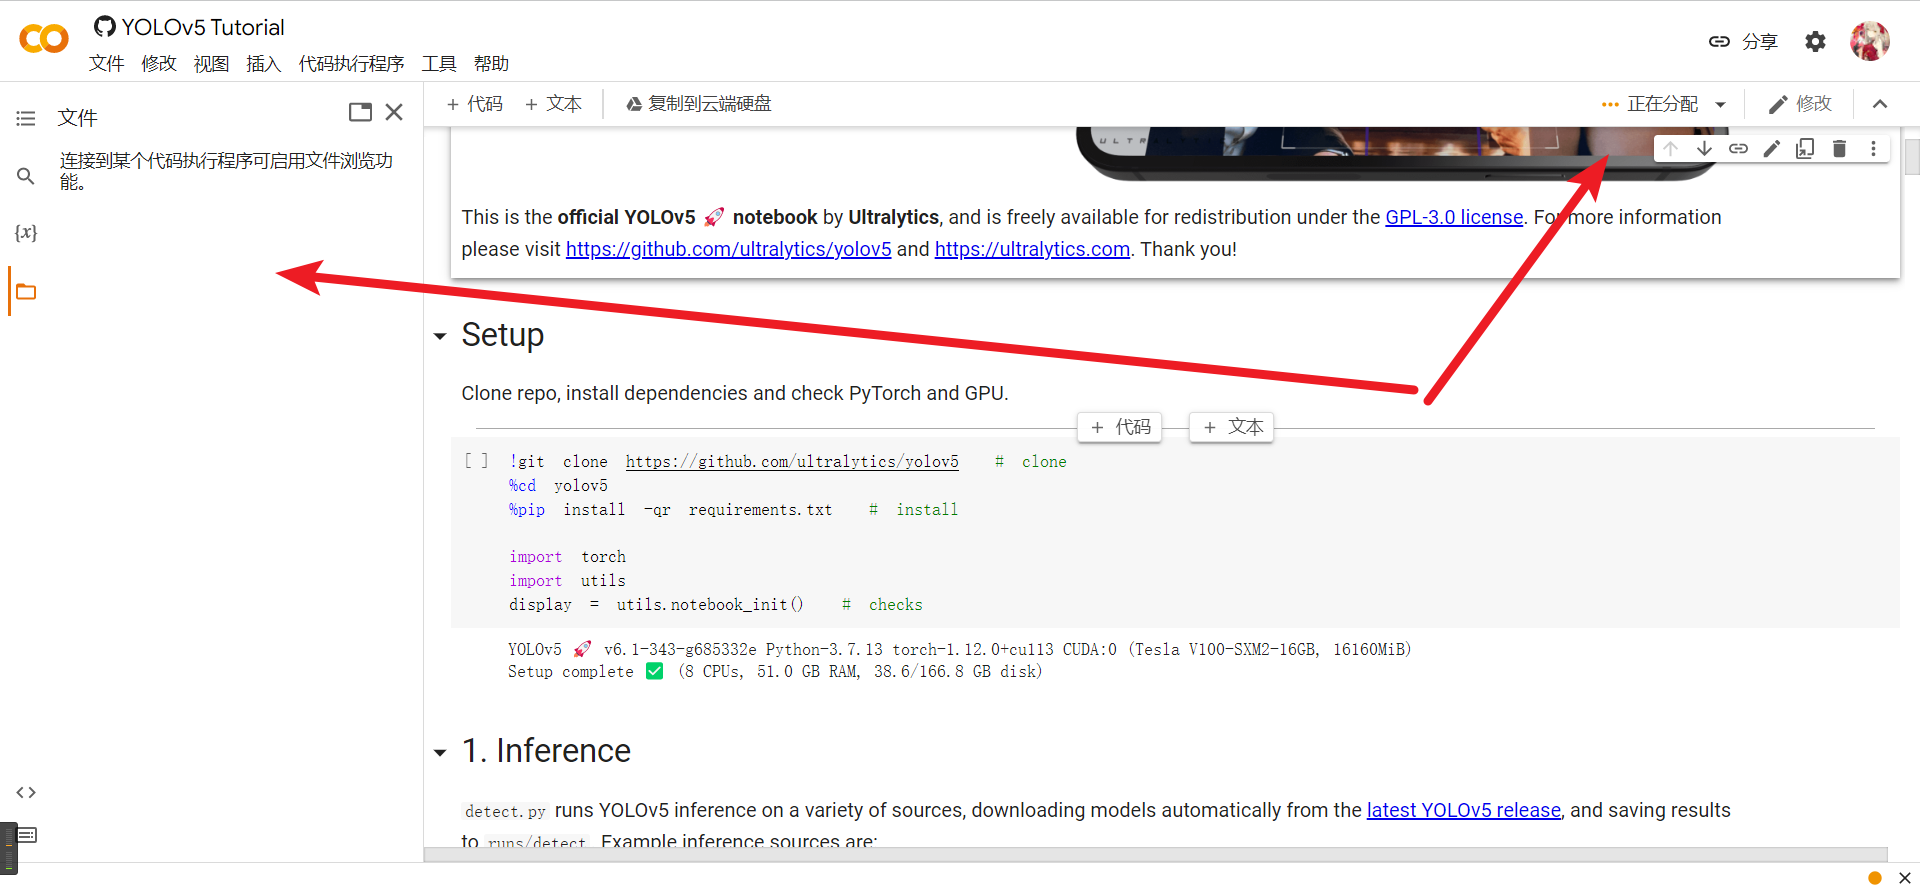 YOLOv5 Tutorial
文件 修改 视图 插入 代码执行程序 工具 帮助
分享
文件
连接到某个代码执行程序可启用文件浏览功
能。
{x}
+ 代码 + 文本 复制到云端硬盘
正在分配 修改
ULTRA
This is the official YOLOv5 🚀 notebook by Ultralytics, and is freely available for redistribution under the GPL-3.0 license. For more information
please visit https://github.com/ultralytics/yolov5 and https://ultralytics.com. Thank you!
Setup
Clone repo, install dependencies and check PyTorch and GPU.
+ 代码 + 文本
[ ] !git clone https://github.com/ultralytics/yolov5 # clone
%cd yolov5
%pip install -qr requirements.txt # install
import torch
import utils
display = utils.notebook_init() # checks
YOLOv5 🚀 v6.1-343-g685332e Python-3.7.13 torch-1.12.0+cu113 CUDA:0 (Tesla V100-SXM2-16GB, 16160MiB)
Setup complete ✅ (8 CPUs, 51.0 GB RAM, 38.6/166.8 GB disk)
1. Inference
detect.py runs YOLOv5 inference on a variety of sources, downloading models automatically from the latest YOLOv5 release, and saving results
to runs/detect. Example inference sources are: